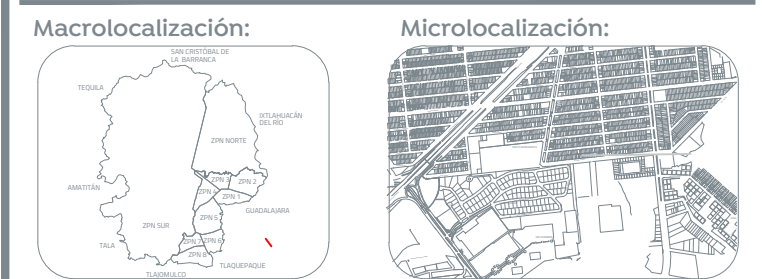 Macrolocalización:
Microlocalización:
SAN CRISTÓBAL DE
LA BARRANCA
TEQUILA
IXTLAHUACÁN
DEL RÍO
ZPN NORTE
ZPN 3
ZPN 2
AMATITÁN
ZPN 4
ZPN 1
GUADALAJARA
ZPN 5
ZPN SUR
TALA
ZPN 7
ZPN 6
ZPN 8
TLAQUEPAQUE
TLAJOMULCO